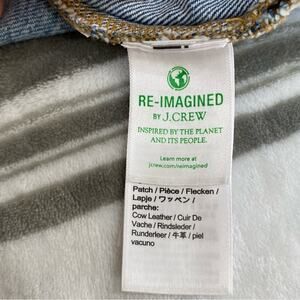 RE-IMAGINED
BY J.CREW
INSPIRED BY THE PLANET
AND ITS PEOPLE.
Learn more at
jcrew.com/reimagined
Patch / Pièce / Flecken /
Lapje / ワッペン /
parche:
Cow Leather / Cuir De
Vache / Rindsleder /
Runderleer / 牛革 / piel
vacuno